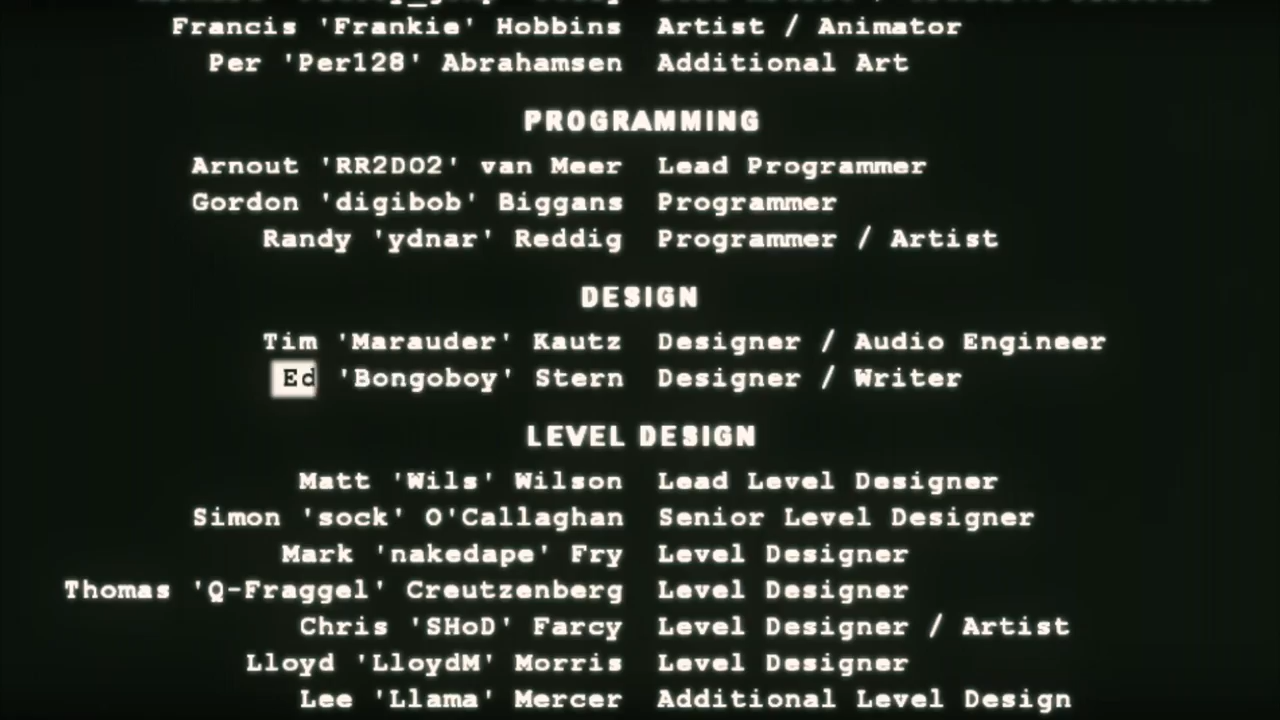 Francis 'Frankie' Hobbins Artist / Animator
Per 'Per128' Abrahamsen Additional Art
PROGRAMMING
Arnout 'RR2DO2' van Meer Lead Programmer
Gordon 'digibob' Biggans Programmer
Randy 'ydnar' Reddig Programmer / Artist
DESIGN
Tim 'Marauder' Kautz Designer / Audio Engineer
Ed 'Bongoboy' Stern Designer / Writer
LEVEL DESIGN
Matt 'Wils' Wilson Lead Level Designer
Simon 'sock' O'Callaghan Senior Level Designer
Mark 'nakedape' Fry Level Designer
Thomas 'Q-Fraggel' Creutzenberg Level Designer
Chris 'SHoD' Farcy Level Designer / Artist
Lloyd 'LloydM' Morris Level Designer
Lee 'Llama' Mercer Additional Level Design